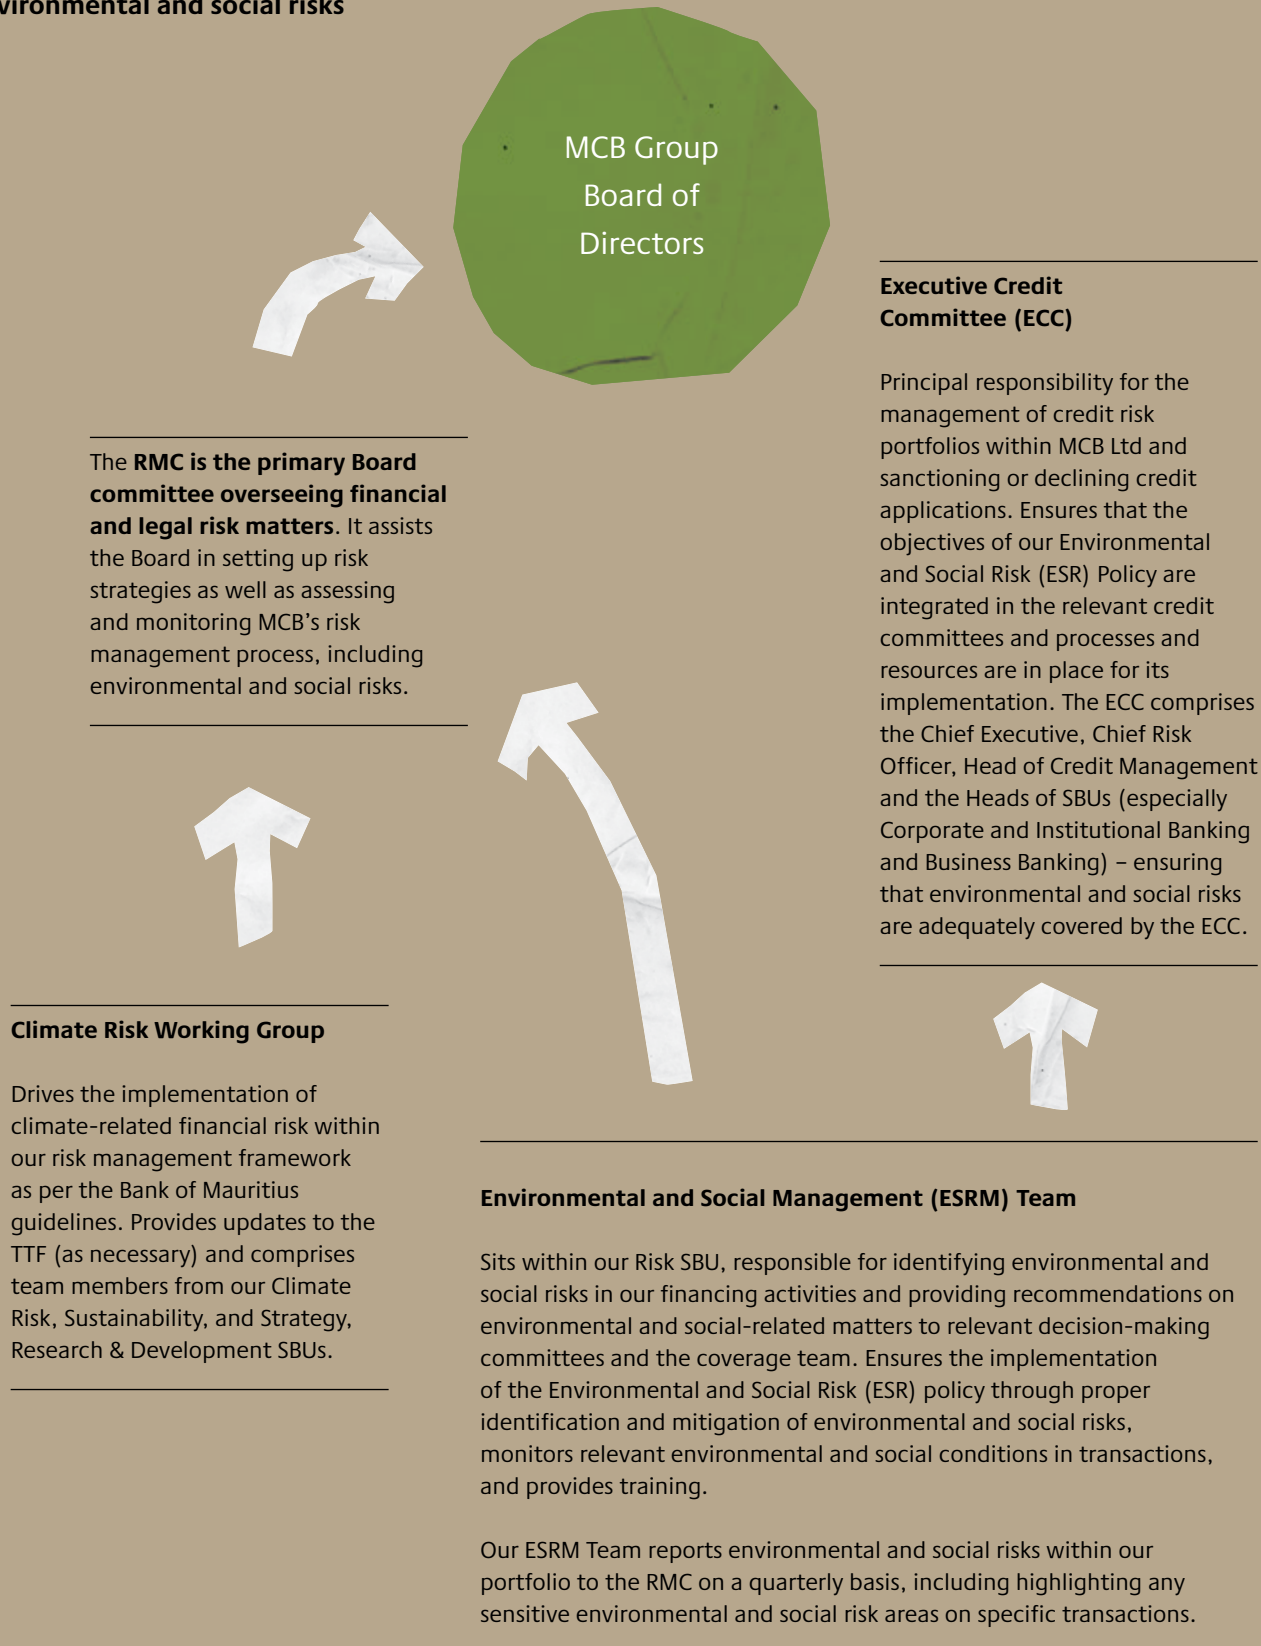 vironmental and social risks
MCB Group
Board of
Directors
The RMC is the primary Board
committee overseeing financial
and legal risk matters. It assists
the Board in setting up risk
strategies as well as assessing
and monitoring MCB’s risk
management process, including
environmental and social risks.
Executive Credit
Committee (ECC)
Principal responsibility for the
management of credit risk
portfolios within MCB Ltd and
sanctioning or declining credit
applications. Ensures that the
objectives of our Environmental
and Social Risk (ESR) Policy are
integrated in the relevant credit
committees and processes and
resources are in place for its
implementation. The ECC comprises
the Chief Executive, Chief Risk
Officer, Head of Credit Management
and the Heads of SBUs (especially
Corporate and Institutional Banking
and Business Banking) – ensuring
that environmental and social risks
are adequately covered by the ECC.
Climate Risk Working Group
Drives the implementation of
climate-related financial risk within
our risk management framework
as per the Bank of Mauritius
guidelines. Provides updates to the
TTF (as necessary) and comprises
team members from our Climate
Risk, Sustainability, and Strategy,
Research & Development SBUs.
Environmental and Social Management (ESRM) Team
Sits within our Risk SBU, responsible for identifying environmental and
social risks in our financing activities and providing recommendations on
environmental and social-related matters to relevant decision-making
committees and the coverage team. Ensures the implementation
of the Environmental and Social Risk (ESR) policy through proper
identification and mitigation of environmental and social risks,
monitors relevant environmental and social conditions in transactions,
and provides training.
Our ESRM Team reports environmental and social risks within our
portfolio to the RMC on a quarterly basis, including highlighting any
sensitive environmental and social risk areas on specific transactions.